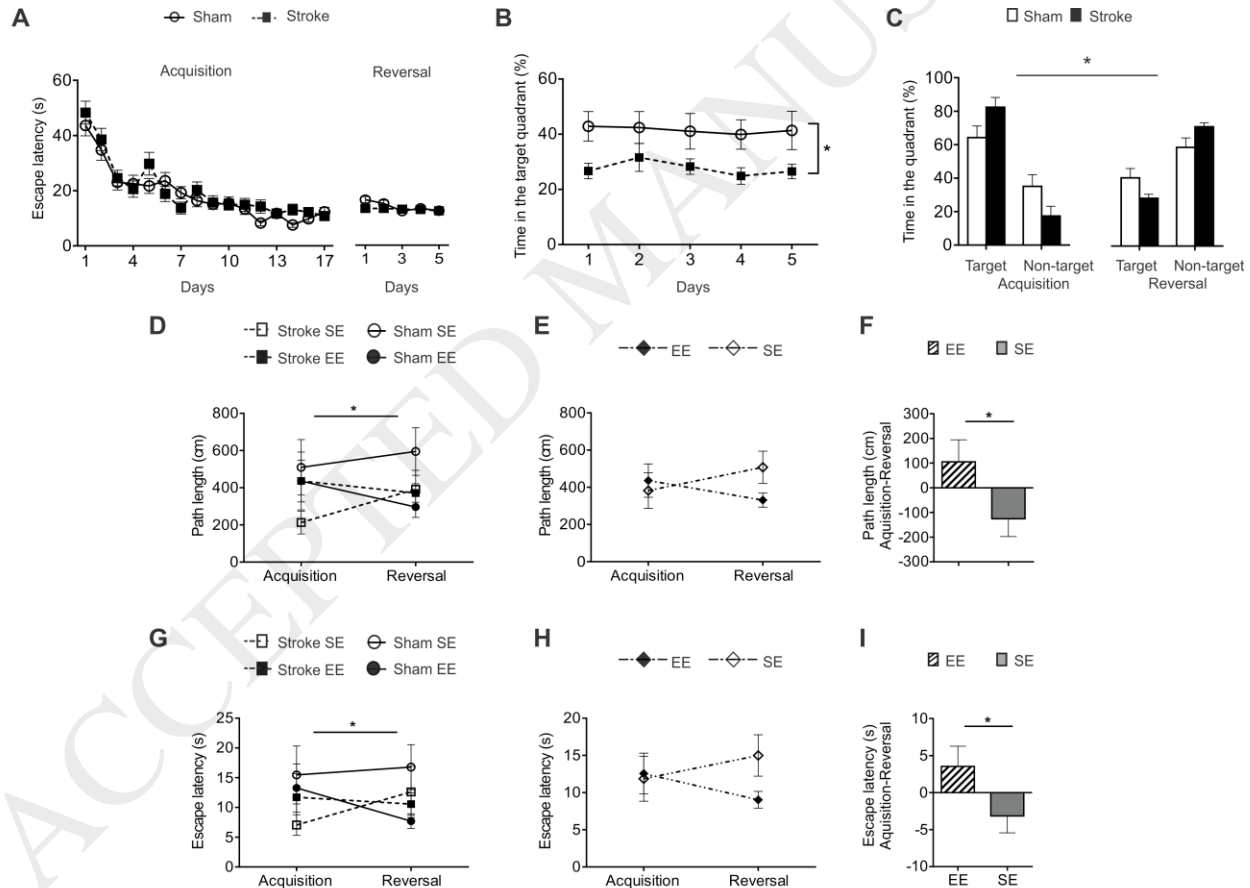 A
Sham Stroke
Acquisition Reversal
Escape latency (s)
60
40
20
0
1 4 7 10 13 17 1 3 5
Days Days
B
Time in the target quadrant (%)
60
40
20
0
*
1 2 3 4 5
Days
C
Sham Stroke
Time in the quadrant (%)
100
80
60
40
20
0
*
Target Non-target Target Non-target
Acquisition Reversal
D
Stroke SE Sham SE
Stroke EE Sham EE
Path length (cm)
800
600
400
200
0
*
Acquisition Reversal
E
EE SE
Path length (cm)
800
600
400
200
0
Acquisition Reversal
F
EE SE
Path length (cm)
Aquisition-Reversal
300
200
100
0
-100
-200
-300
*
G
Stroke SE Sham SE
Stroke EE Sham EE
Escape latency (s)
25
20
15
10
5
0
*
Acquisition Reversal
H
EE SE
Escape latency (s)
20
15
10
5
0
Acquisition Reversal
I
EE SE
Escape latency (s)
Aquisition-Reversal
10
5
0
-5
-10
*
EE SE
ACCEPTED MANUS